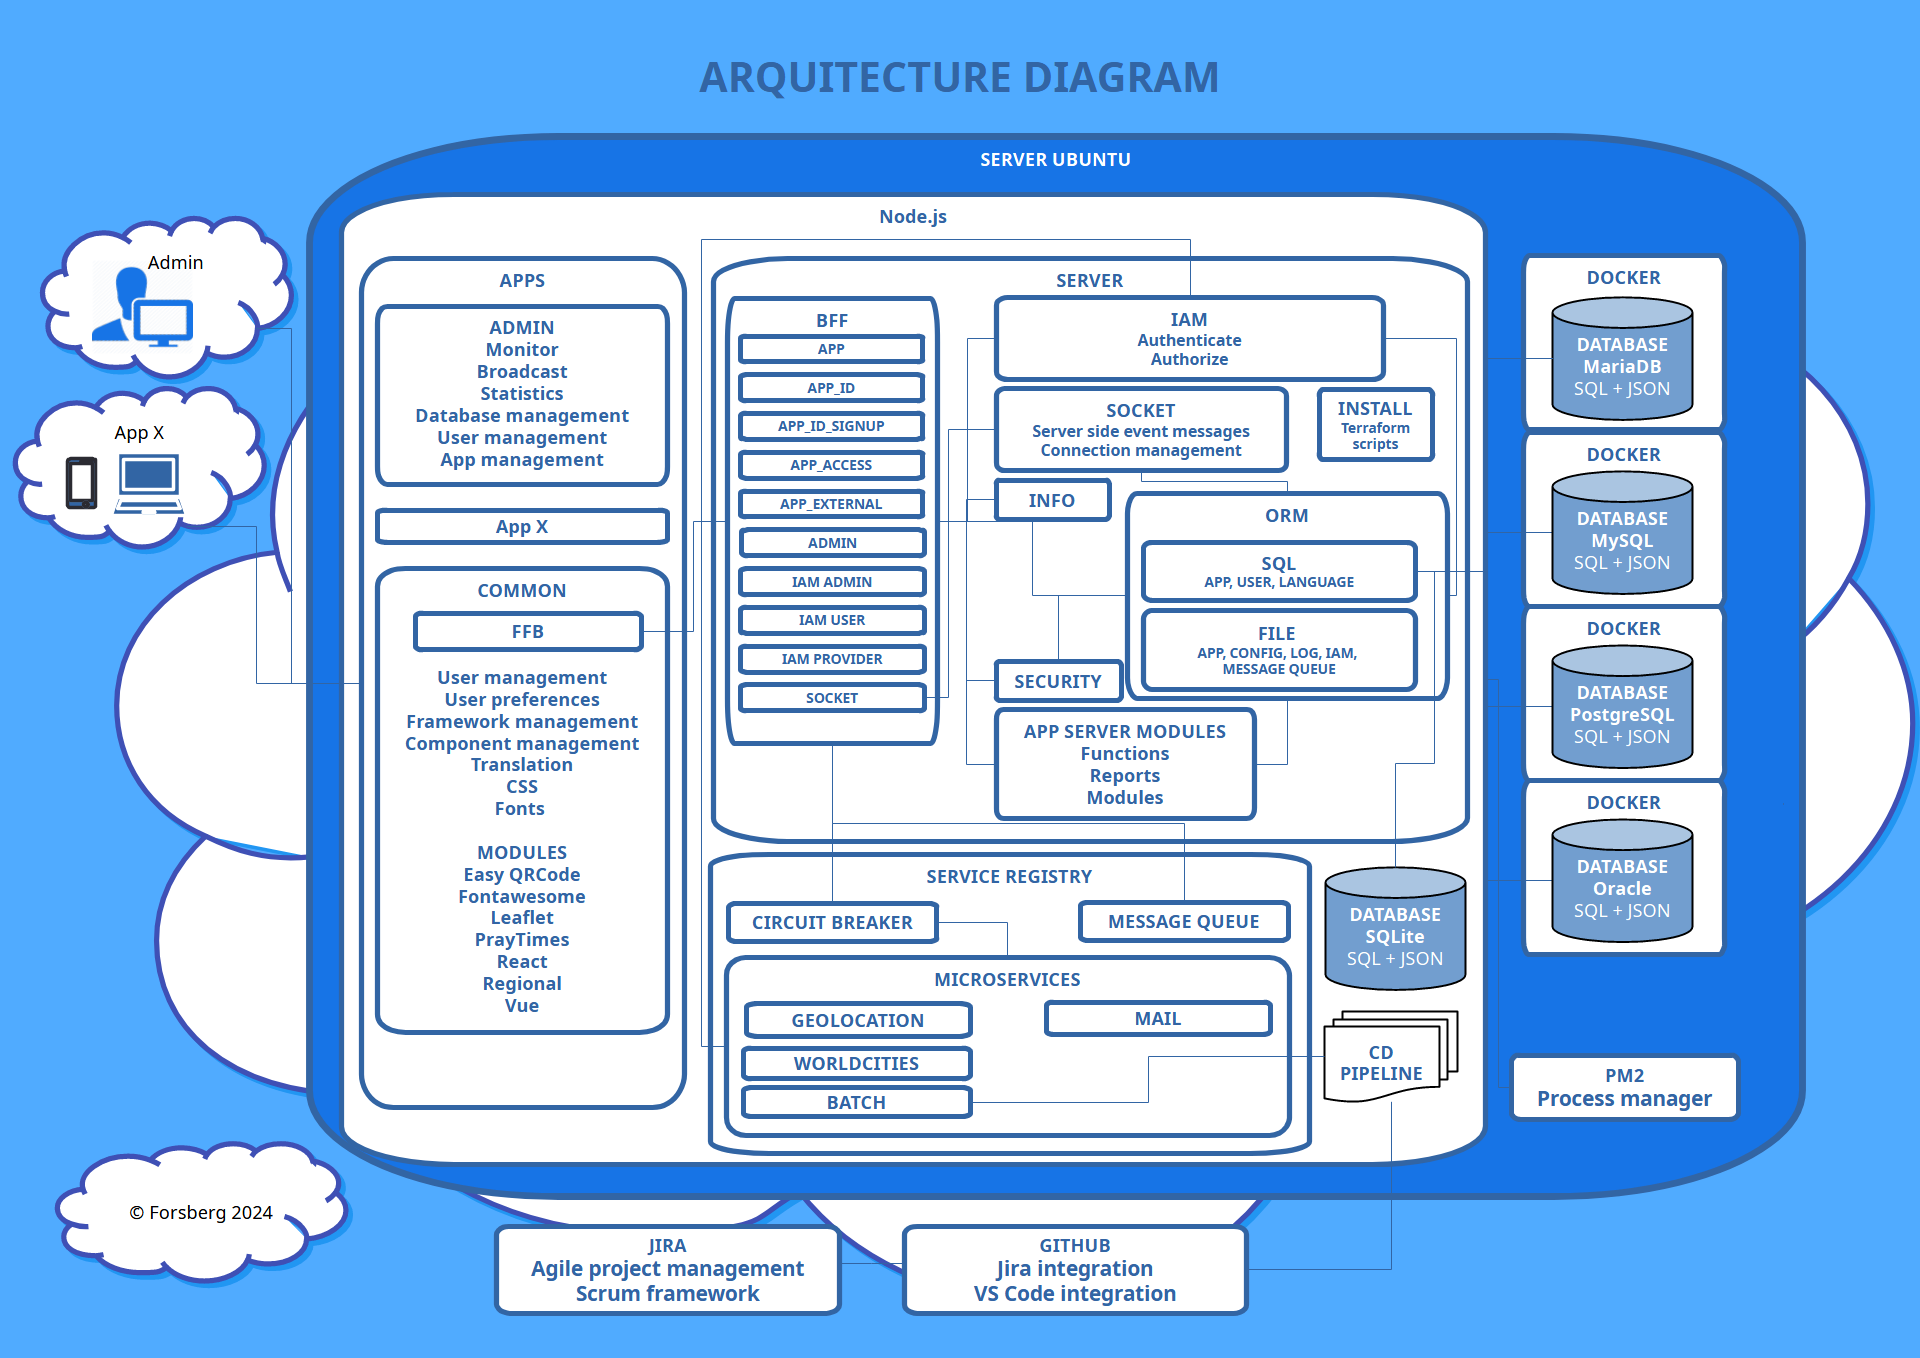 ARQUITECTURE DIAGRAM
SERVER UBUNTU
Node.js
Admin
App X
APPS
ADMIN
Monitor
Broadcast
Statistics
Database management
User management
App management
App X
COMMON
FFB
User management
User preferences
Framework management
Component management
Translation
CSS
Fonts
MODULES
Easy QRCode
Fontawesome
Leaflet
PrayTimes
React
Regional
Vue
SERVER
BFF
APP
APP_ID
APP_ID_SIGNUP
APP_ACCESS
APP_EXTERNAL
ADMIN
IAM ADMIN
IAM USER
IAM PROVIDER
SOCKET
IAM
Authenticate
Authorize
SOCKET
Server side event messages
Connection management
INSTALL
Terraform
scripts
INFO
ORM
SQL
APP, USER, LANGUAGE
FILE
APP, CONFIG, LOG, IAM,
MESSAGE QUEUE
SECURITY
APP SERVER MODULES
Functions
Reports
Modules
SERVICE REGISTRY
CIRCUIT BREAKER
MESSAGE QUEUE
MICROSERVICES
GEOLOCATION
MAIL
WORLDCITIES
BATCH
DATABASE
SQLite
SQL + JSON
CD
PIPELINE
DOCKER
DATABASE
MariaDB
SQL + JSON
DOCKER
DATABASE
MySQL
SQL + JSON
DOCKER
DATABASE
PostgreSQL
SQL + JSON
DOCKER
DATABASE
Oracle
SQL + JSON
PM2
Process manager
© Forsberg 2024
JIRA
Agile project management
Scrum framework
GITHUB
Jira integration
VS Code integration